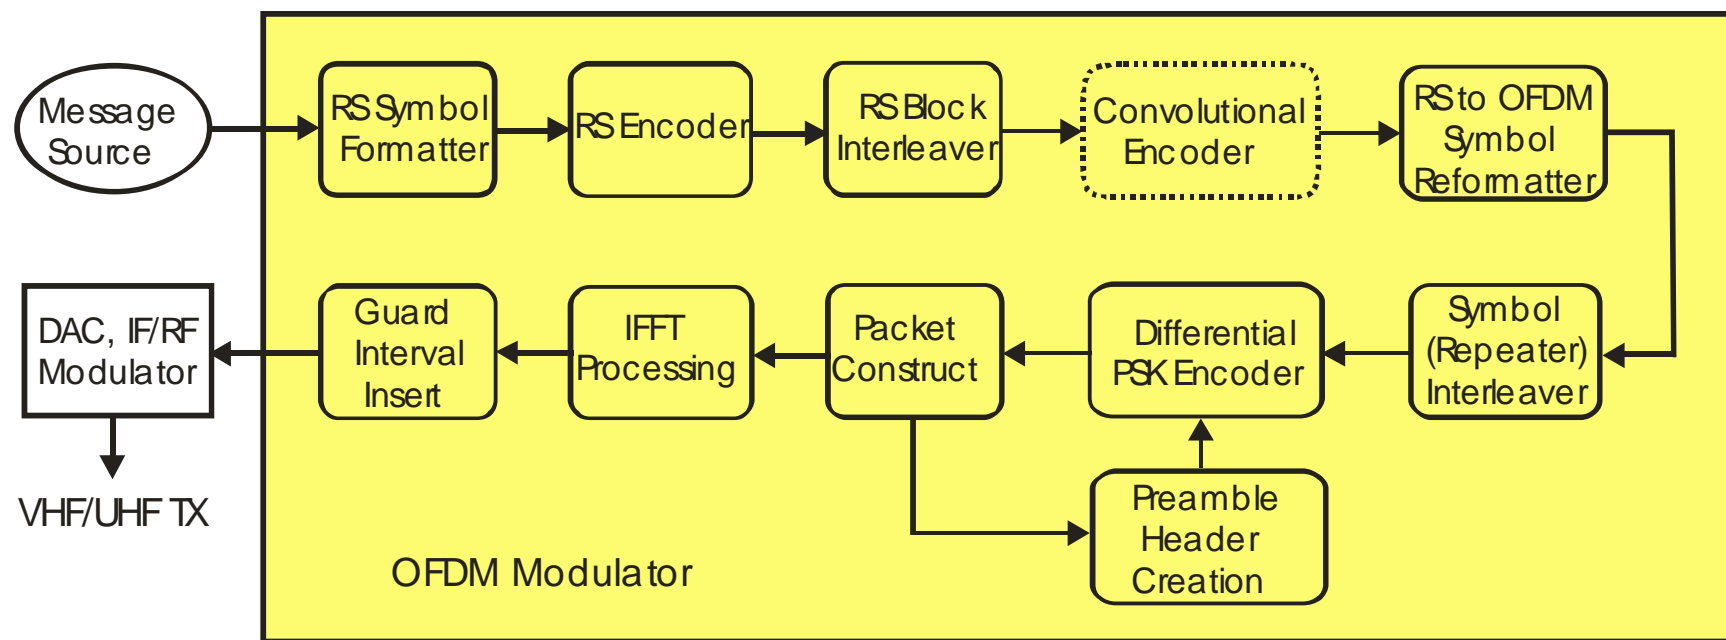 Message
Source
RS Symbol
Formatter
RS Encoder
RS Block
Interleaver
Convolutional
Encoder
RS to OFDM
Symbol
Reformatter
Symbol
(Repeater)
Interleaver
Differential
PSK Encoder
Packet
Construct
IFFT
Processing
Guard
Interval
Insert
DAC, IF/RF
Modulator
VHF/UHF TX
Preamble
Header
Creation
OFDM Modulator